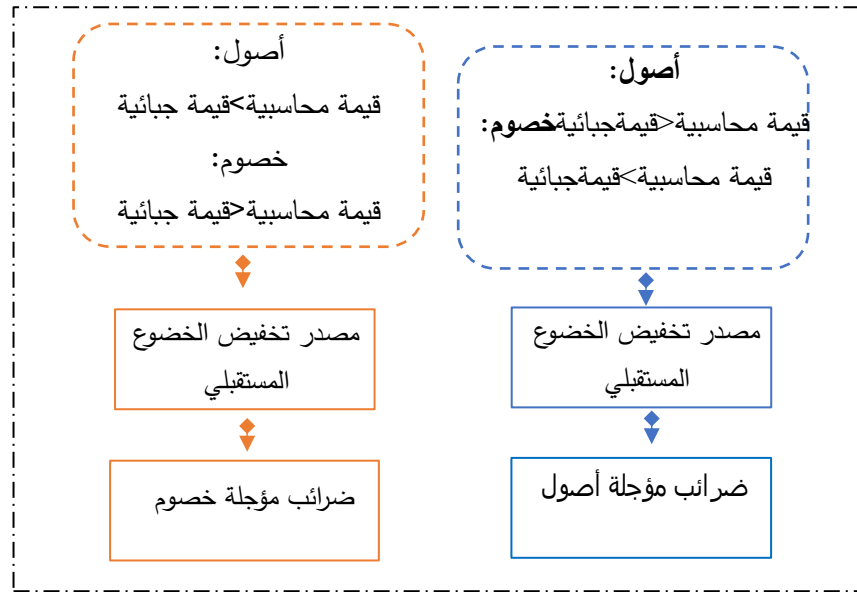 أصول:
قيمة محاسبية>قيمةجبائيةخصوم:
قيمة محاسبية<قيمةجبائية
مصدر تخفيض الخضوع
المستقبلي
ضرائب مؤجلة أصول
أصول:
قيمة محاسبية<قيمة جبائية
خصوم:
قيمة محاسبية>قيمة جبائية
مصدر تخفيض الخضوع
المستقبلي
ضرائب مؤجلة خصوم